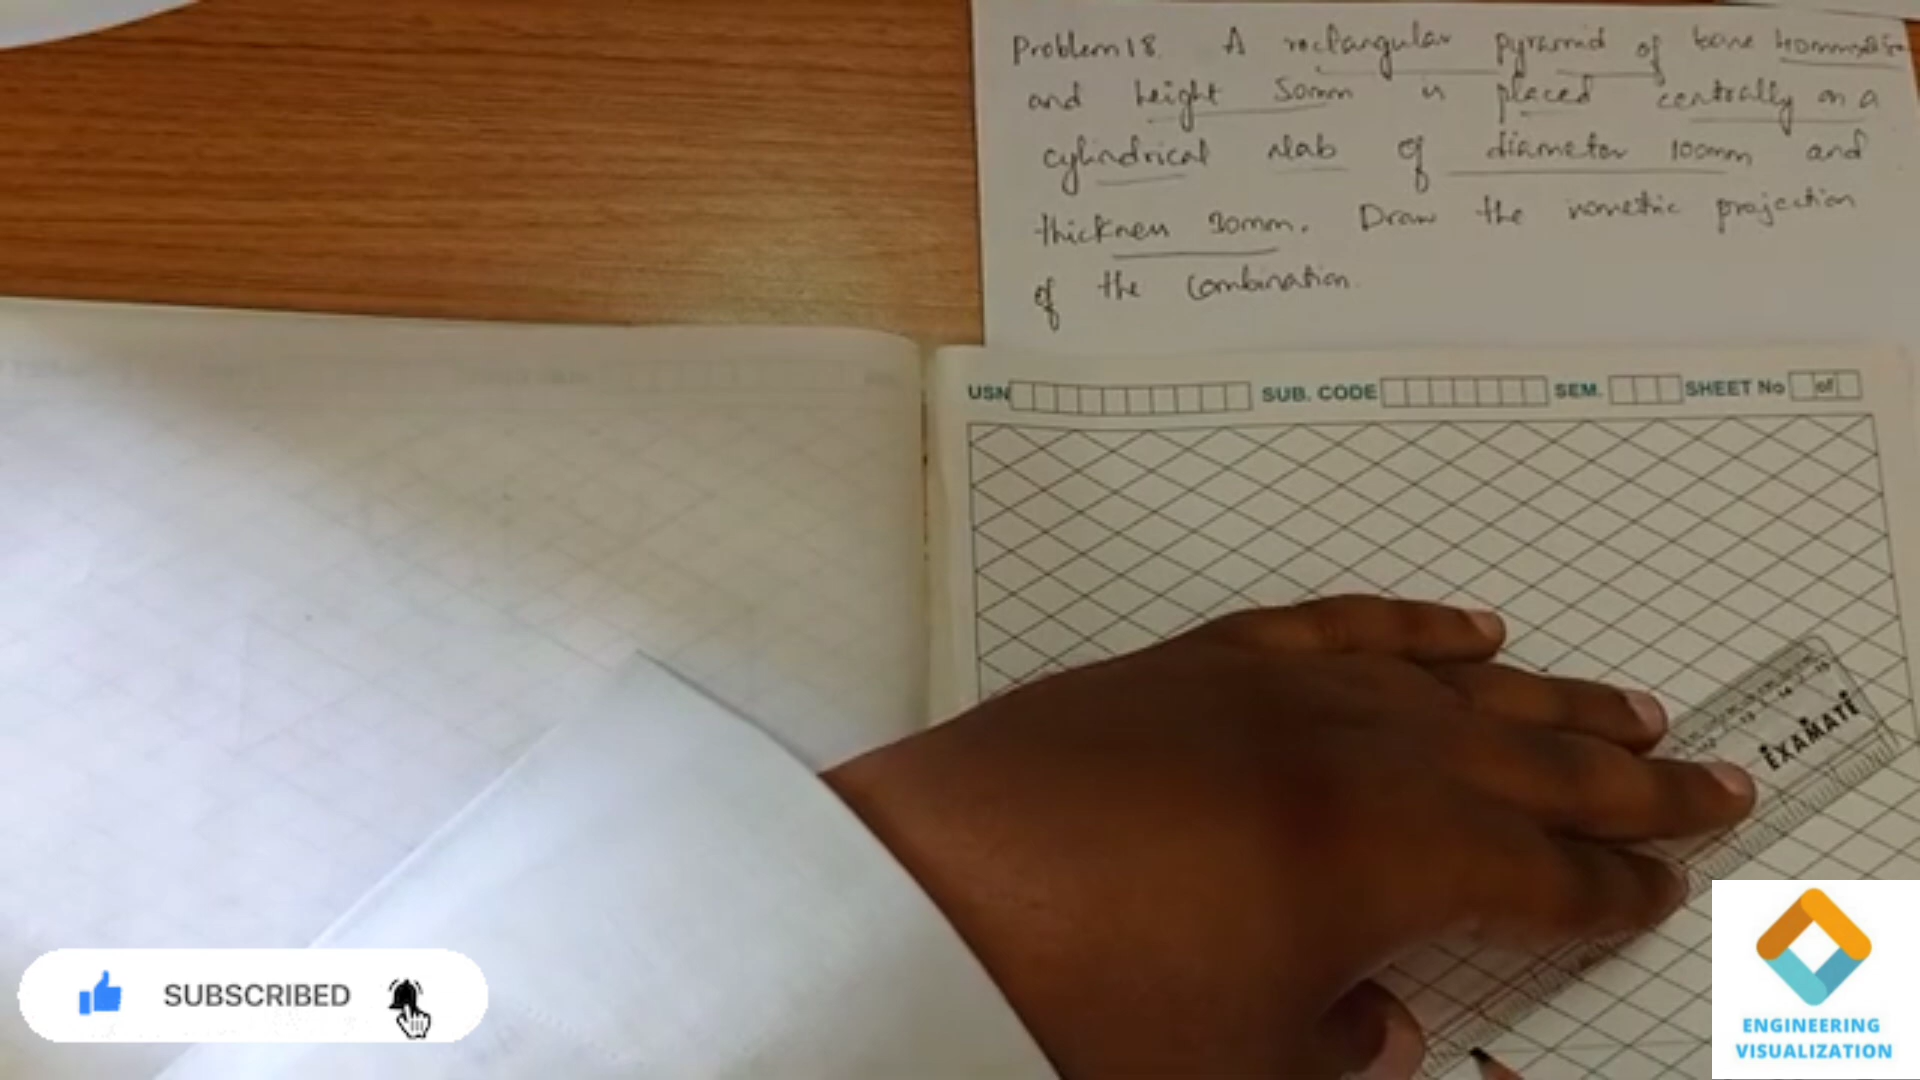 Problem 18. A rectangular pyramid of base 40mm
and height 50mm is placed centrally on a
cylindrical slab of diameter 100mm and
thickness 30mm. Draw the isometric projection
of the combination.
USN SUB. CODE SEM. SHEET No of
EXAMATE
SUBSCRIBED
ENGINEERING
VISUALIZATION